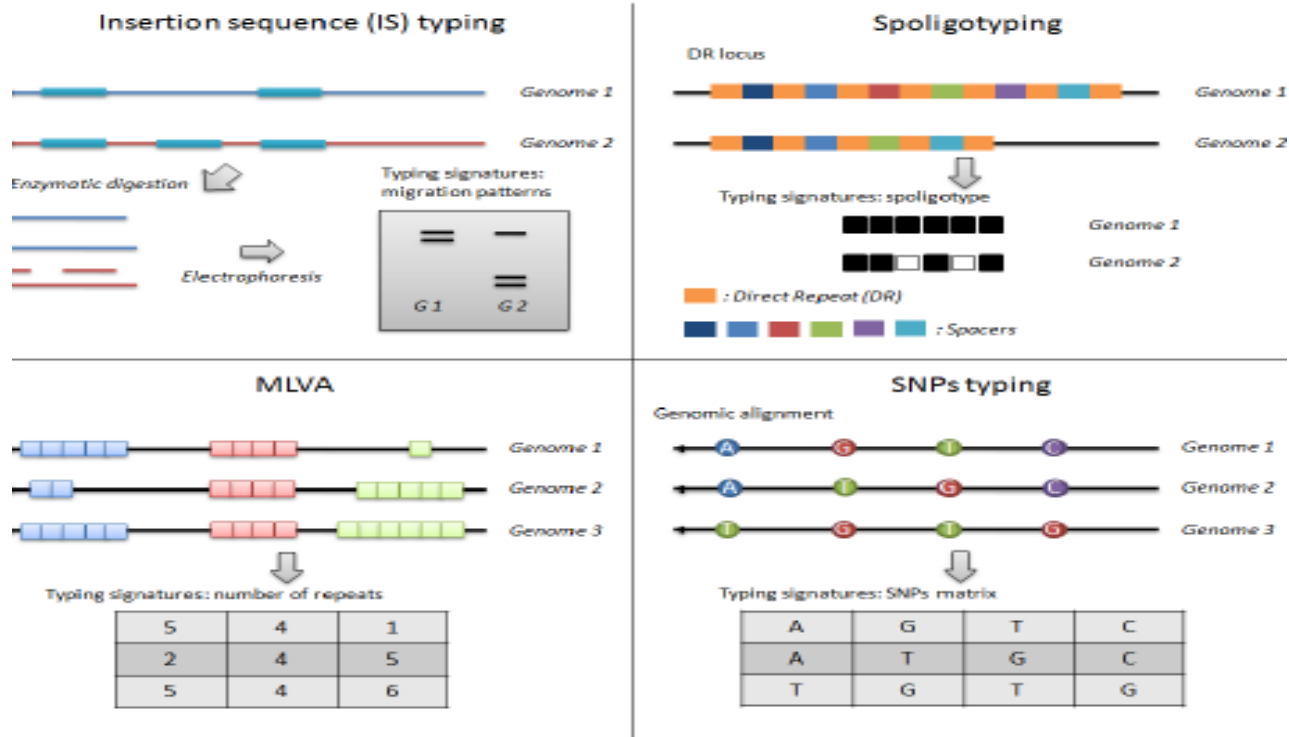 Insertion sequence (IS) typing
Genome 1
Genome 2
Enzymatic digestion
Typing signatures:
migration patterns
Electrophoresis
G 1 G 2
Spoligotyping
DR locus
Genome 1
Genome 2
Typing signatures: spoligotype
Genome 1
Genome 2
: Direct Repeat (DR)
: Spacers
MLVA
Genome 1
Genome 2
Genome 3
Typing signatures: number of repeats
5 4 1
2 4 5
5 4 6
SNPs typing
Genomic alignment
A G T C Genome 1
A T G C Genome 2
T G T G Genome 3
Typing signatures: SNPs matrix
A G T C
A T G C
T G T G